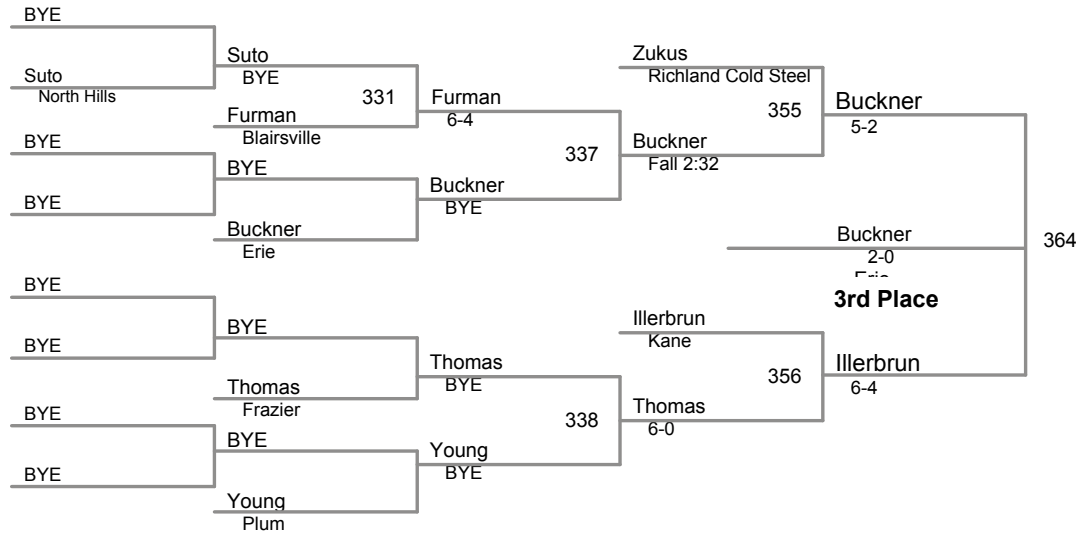 BYE
Suto
North Hills
BYE
BYE
BYE
BYE
BYE
BYE
Suto
BYE
331
Furman
Blairsville
BYE
Buckner
Erie
BYE
Thomas
Frazier
BYE
Young
Plum
Furman
6-4
337
Buckner
BYE
Thomas
BYE
338
Young
BYE
Zukus
Richland Cold Steel
355
Buckner
Fall 2:32
Illerbrun
Kane
356
Thomas
6-0
Buckner
5-2
Buckner
2-0
Erie
3rd Place
364
Illerbrun
6-4